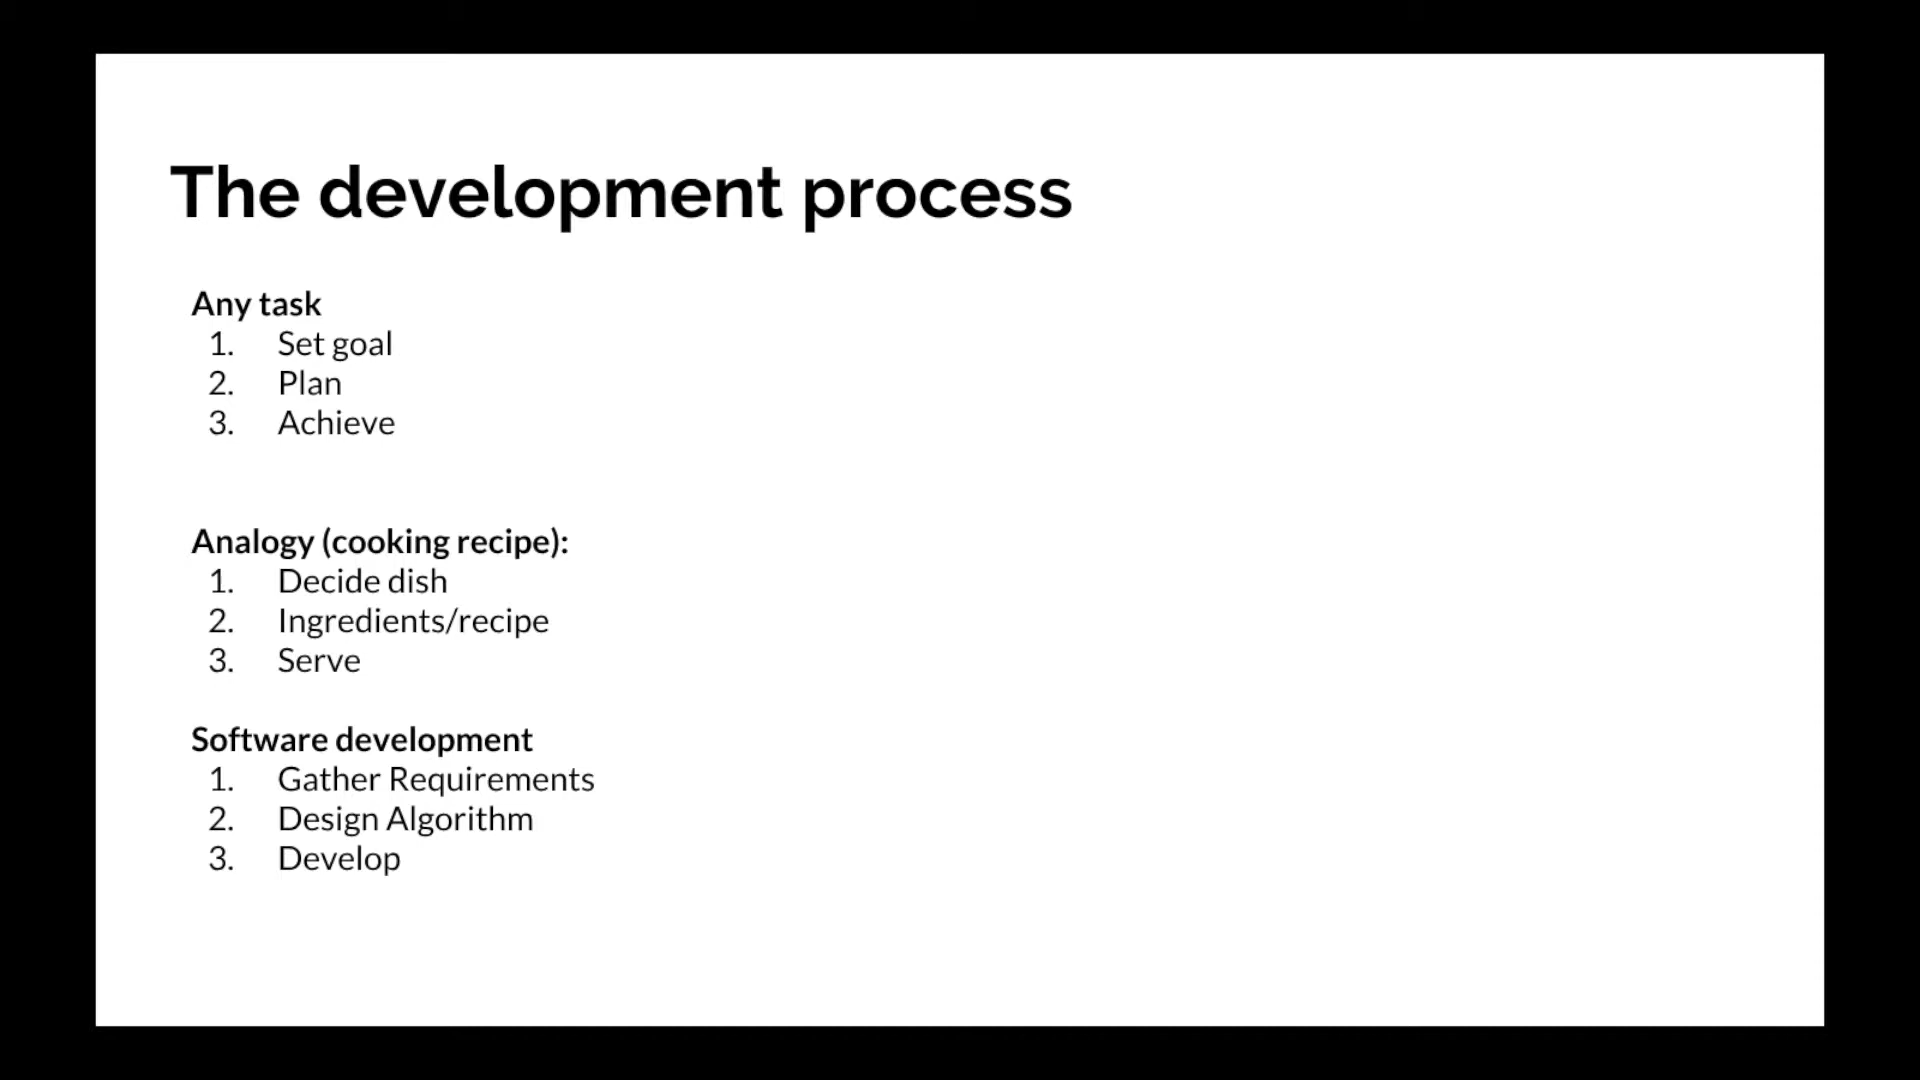 The development process
Any task
1. Set goal
2. Plan
3. Achieve
Analogy (cooking recipe):
1. Decide dish
2. Ingredients/recipe
3. Serve
Software development
1. Gather Requirements
2. Design Algorithm
3. Develop